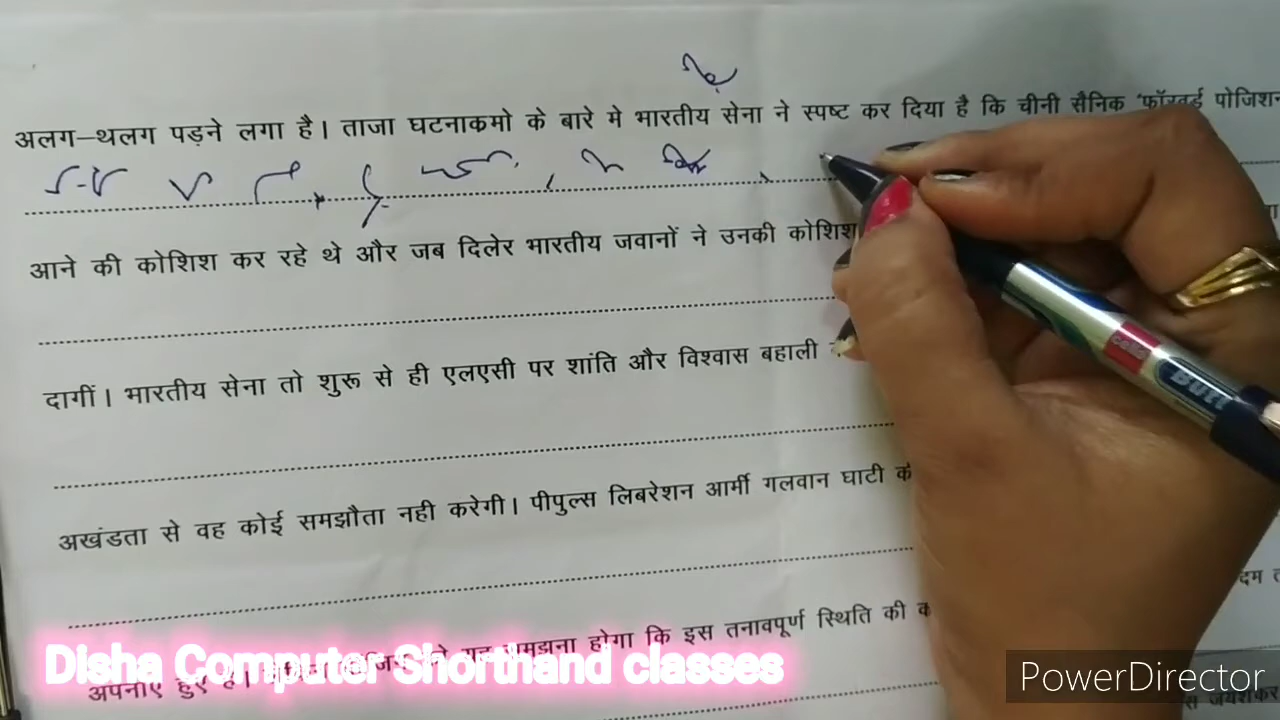 अलग–थलग पड़ने लगा है। ताजा घटनाकमो के बारे मे भारतीय सेना ने स्पष्ट कर दिया है कि चीनी सैनिक 'फॉरवर्ड पोजिशन
आने की कोशिश कर रहे थे और जब दिलेर भारतीय जवानों ने उनकी कोशिश
दागीं। भारतीय सेना तो शुरू से ही एलएसी पर शांति और विश्वास बहाली
अखंडता से वह कोई समझौता नही करेगी। पीपुल्स लिबरेशन आर्मी गलवान घाटी की
अपनाए हुए है। को यह समझना होगा कि इस तनावपूर्ण स्थिति की
Disha Computer Shorthand classes
PowerDirector